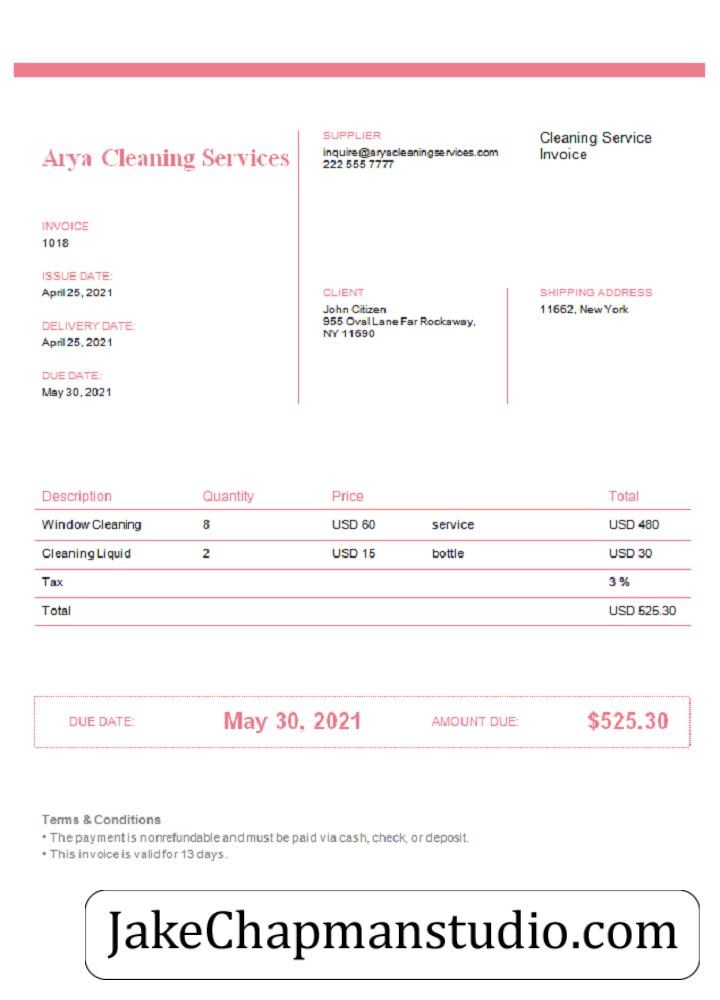 Arya Cleaning Services
SUPPLIER
inquire@aryacleaningservices.com
222 555 7777
Cleaning Service
Invoice
INVOICE
1018
ISSUE DATE:
April 25, 2021
DELIVERY DATE:
April 25, 2021
DUE DATE:
May 30, 2021
CLIENT
John Citizen
955 Oval Lane Far Rockaway,
NY 11690
SHIPPING ADDRESS
11662, New York
Description Quantity Price Total
Window Cleaning 8 USD 60 service USD 480
Cleaning Liquid 2 USD 15 bottle USD 30
Tax 3 %
Total USD 525.30
DUE DATE: May 30, 2021 AMOUNT DUE: $525.30
Terms & Conditions
• The payment is nonrefundable and must be paid via cash, check, or deposit.
• This invoice is valid for 13 days.
JakeChapmanstudio.com